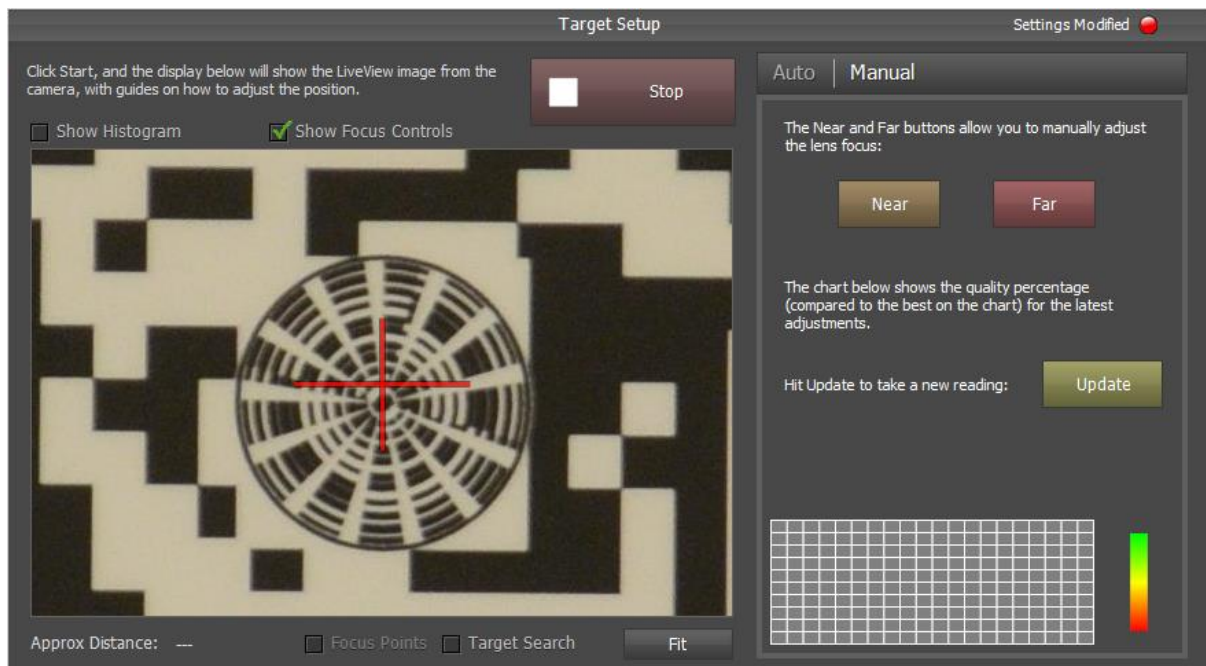 Target Setup
Settings Modified
Click Start, and the display below will show the LiveView image from the
camera, with guides on how to adjust the position.
Stop
Show Histogram
Show Focus Controls
Auto
Manual
The Near and Far buttons allow you to manually adjust
the lens focus:
Near
Far
The chart below shows the quality percentage
(compared to the best on the chart) for the latest
adjustments.
Hit Update to take a new reading:
Update
Approx Distance: ---
Focus Points
Target Search
Fit